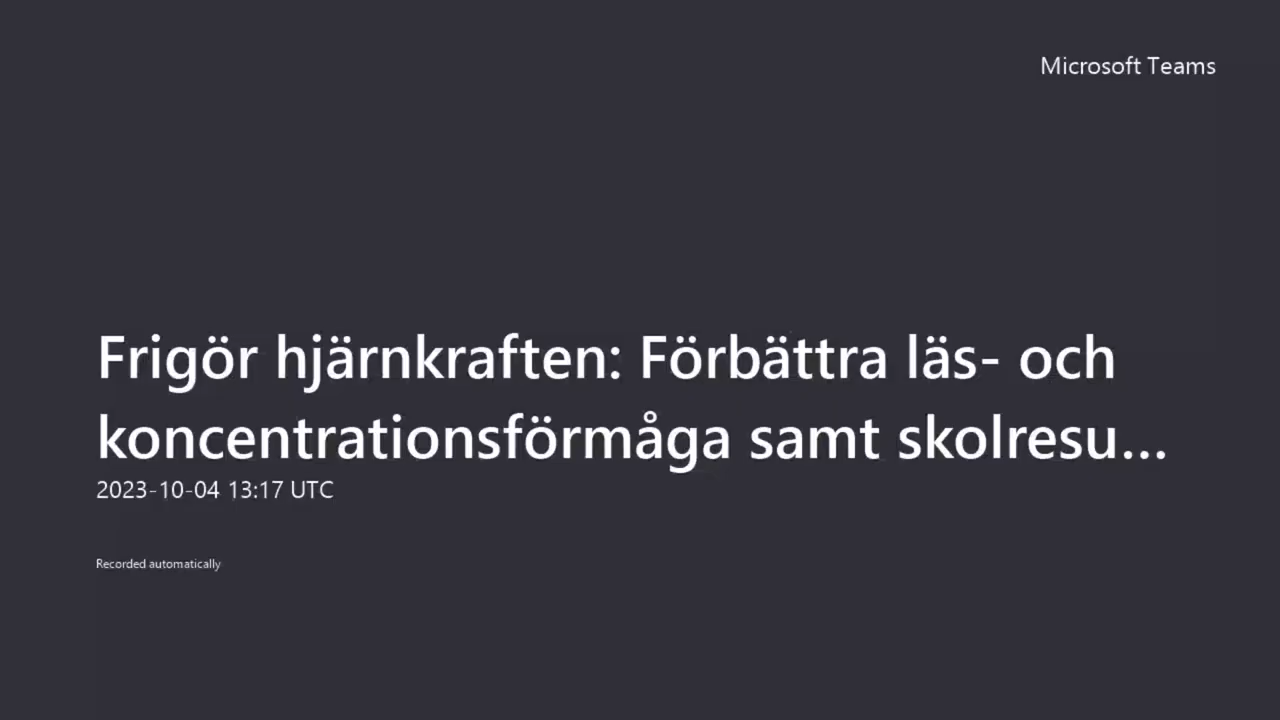 Microsoft Teams
Frigör hjärnkraften: Förbättra läs- och
koncentrationsförmåga samt skolresu...
2023-10-04 13:17 UTC
Recorded automatically